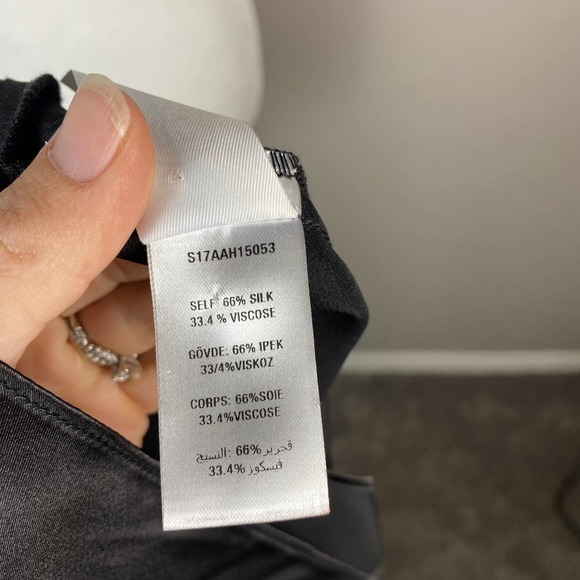 S17AAH15053
SELF 66% SILK
33.4 % VISCOSE
GÖVDE: 66% IPEK
33/4%VISKOZ
CORPS: 66%SOIE
33.4%VISCOSE
قحرير 66% :النسيج
فيسكوز 33.4%